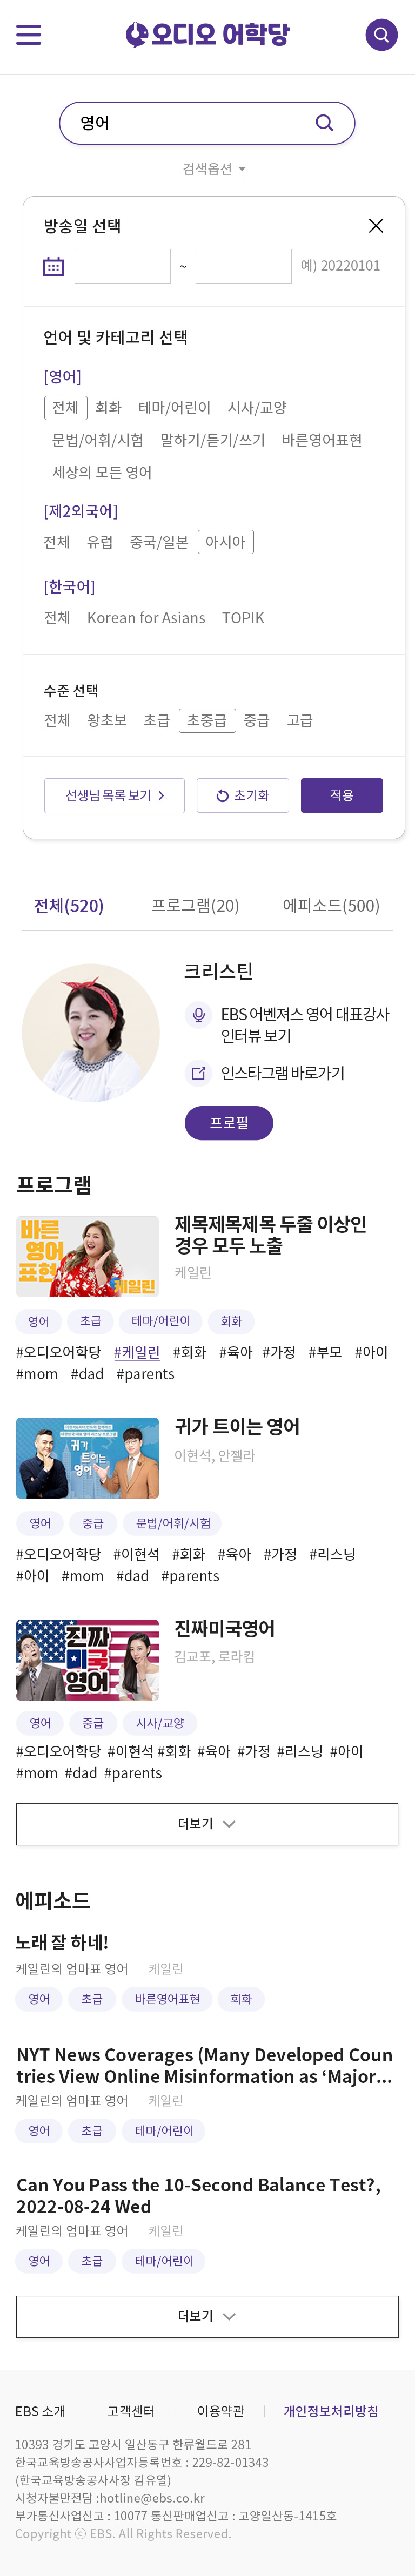 오디오 어학당
영어
검색옵션
방송일 선택
~ 예) 20220101
언어 및 카테고리 선택
[영어]
전체 회화 테마/어린이 시사/교양
문법/어휘/시험 말하기/듣기/쓰기 바른영어표현
세상의 모든 영어
[제2외국어]
전체 유럽 중국/일본 아시아
[한국어]
전체 Korean for Asians TOPIK
수준 선택
전체 왕초보 초급 초중급 중급 고급
선생님 목록 보기 초기화 적용
전체(520) 프로그램(20) 에피소드(500)
크리스틴
EBS 어벤져스 영어 대표강사
인터뷰 보기
인스타그램 바로가기
프로필
프로그램
바른
영어
표현
케일린
제목제목제목 두줄 이상인
경우 모두 노출
케일린
영어 초급 테마/어린이 회화
#오디오어학당 #케일린 #회화 #육아 #가정 #부모 #아이
#mom #dad #parents
귀가
트이는
영어
귀가 트이는 영어
이현석, 안젤라
영어 중급 문법/어휘/시험
#오디오어학당 #이현석 #회화 #육아 #가정 #리스닝
#아이 #mom #dad #parents
진짜
미국
영어
진짜미국영어
김교포, 로라킴
영어 중급 시사/교양
#오디오어학당 #이현석 #회화 #육아 #가정 #리스닝 #아이
#mom #dad #parents
더보기
에피소드
노래 잘 하네!
케일린의 엄마표 영어 케일린
영어 초급 바른영어표현 회화
NYT News Coverages (Many Developed Coun
tries View Online Misinformation as ‘Major...
케일린의 엄마표 영어 케일린
영어 초급 테마/어린이
Can You Pass the 10-Second Balance Test?,
2022-08-24 Wed
케일린의 엄마표 영어 케일린
영어 초급 테마/어린이
더보기
EBS 소개 고객센터 이용약관 개인정보처리방침
10393 경기도 고양시 일산동구 한류월드로 281
한국교육방송공사사업자등록번호 : 229-82-01343
(한국교육방송공사사장 김유열)
시청자불만전담 :hotline@ebs.co.kr
부가통신사업신고 : 10077 통신판매업신고 : 고양일산동-1415호
Copyright ⓒ EBS. All Rights Reserved.